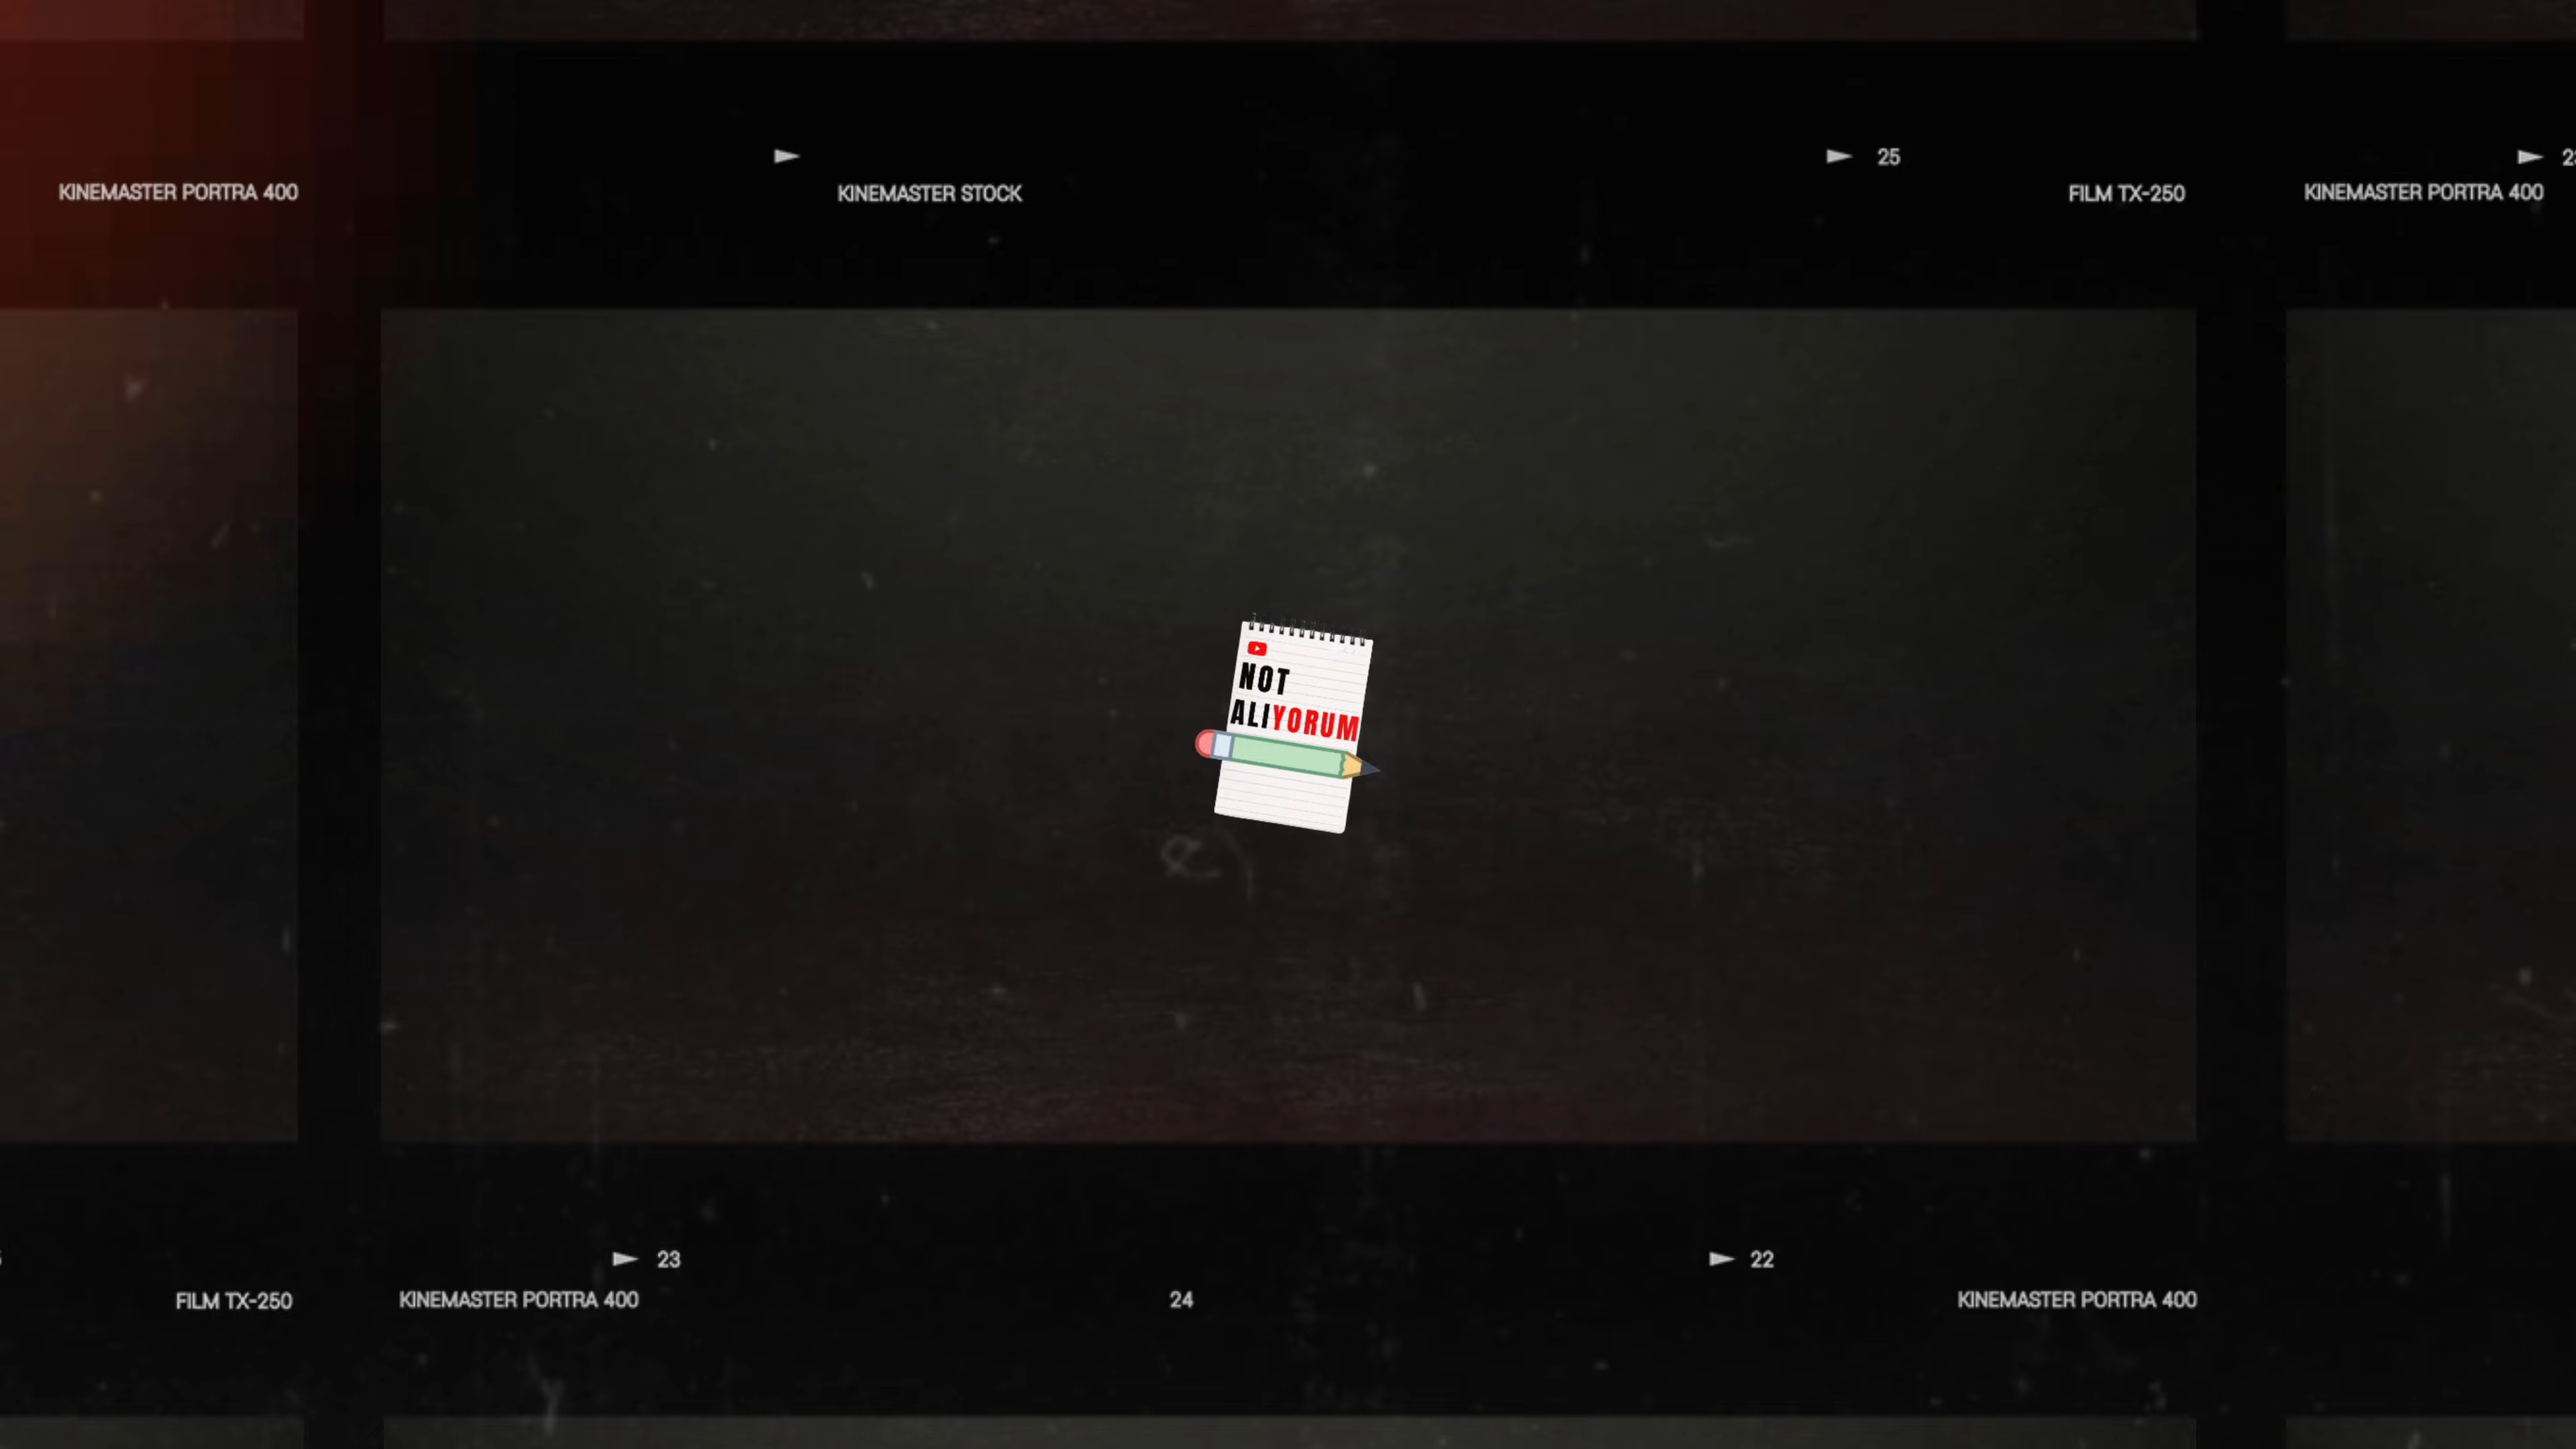 25
KINEMASTER PORTRA 400
KINEMASTER STOCK
FILM TX-250
KINEMASTER PORTRA 400
NOT
ALIYORUM
23
22
FILM TX-250
KINEMASTER PORTRA 400
24
KINEMASTER PORTRA 400